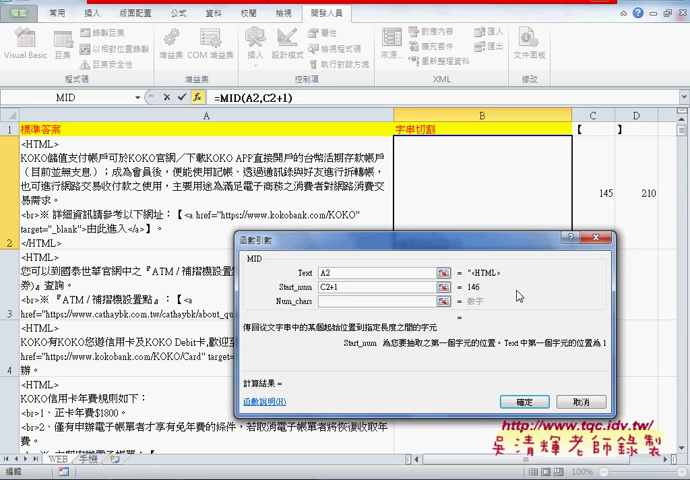 檔案 常用 插入 版面配置 公式 資料 校閱 檢視 開發人員
Visual Basic 巨集 錄製巨集 以相對位置錄製 巨集安全性
增益集 COM 增益集 插入 設計模式 屬性 檢視程式碼 執行對話方塊
來源... 對應內容 擴充套件 重新整理資料 匯入 匯出 文件面板
程式碼 增益集 控制項 XML 修改
MID =MID(A2,C2+1)
A B C D
1 標準答案 字串切割 【 】
<HTML>
KOKO儲值支付帳戶可於KOKO官網／下載KOKO APP直接開戶的台幣活期存款帳戶
（目前並無支息）；成為會員後，便能使用記帳、透過通訊錄與好友進行折轉帳，
也可進行網路交易收付款之使用，主要用途為滿足電子商務之消費者對網路消費交
易需求。
145 210
<br>※ 詳細資訊請參考以下網址：【<a href="https://www.kokobank.com/KOKO"
target="_blank">由此進入</a>】。
2 </HTML>
<HTML>
您可以到國泰世華官網中之『ATM / 補摺機設置
券)』查詢。
<br>※『ATM / 補摺機設置點』：【<a
3 href="https://www.cathaybk.com.tw/cathaybk/about_qu
<HTML>
KOKO有KOKO悠遊信用卡及KOKO Debit卡,歡迎至
href="https://www.kokobank.com/KOKO/Card" target=
4 辦。
<HTML>
KOKO信用卡年費規則如下：
<br>1、正卡年費$1800。
<br>2、僅有申辦電子帳單者才享有免年費的條件，若取消電子帳單者將恢復收取年
費。
函數引數
MID
Text A2 = "<HTML>
Start_num C2+1 = 146
Num_chars = 數字
=
傳回從文字串中的某個起始位置到指定長度之間的字元
Start_num 為您要抽取之第一個字元的位置。Text 中第一個字元的位置為 1
計算結果 =
函數說明(H) 確定 取消
http://www.tqc.idv.tw/
吳清輝老師錄製
WEB 手機
編輯 100%